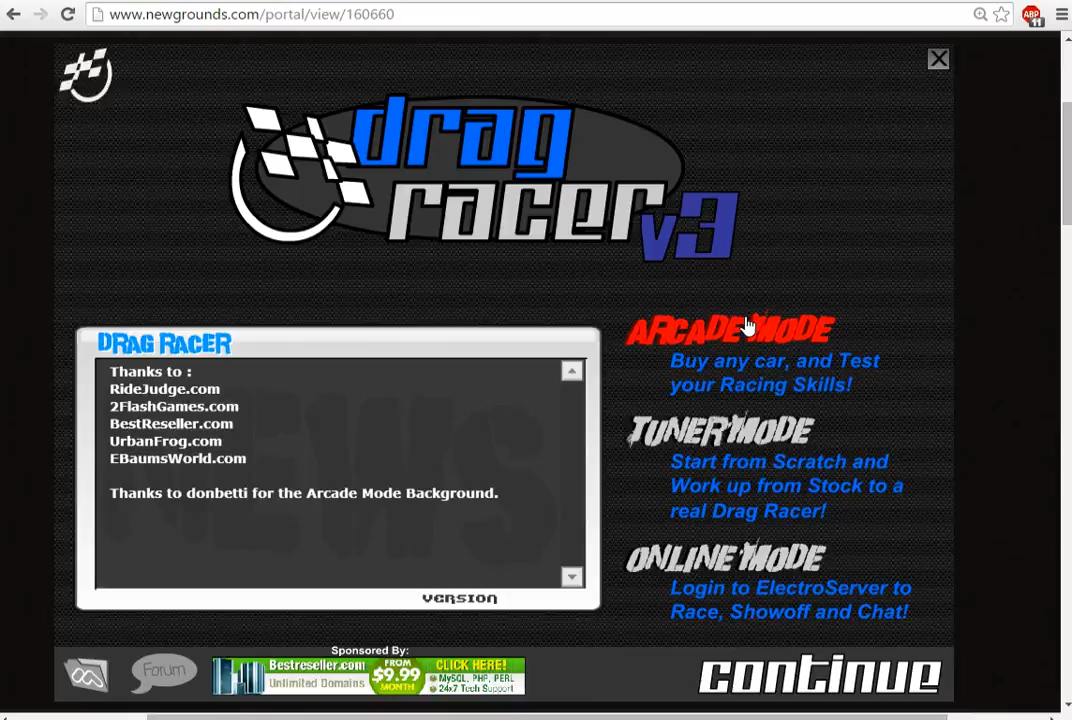 www.newgrounds.com/portal/view/160660
ABP
11
drag
racer
v3
DRAG RACER
Thanks to :
RideJudge.com
2FlashGames.com
BestReseller.com
UrbanFrog.com
EBaumsWorld.com
Thanks to donbetti for the Arcade Mode Background.
NEWS
VERSION
ARCADE MODE
Buy any car, and Test
your Racing Skills!
TUNER MODE
Start from Scratch and
Work up from Stock to a
real Drag Racer!
ONLINE MODE
Login to ElectroServer to
Race, Showoff and Chat!
Forum
Sponsored By:
Bestreseller.com
Unlimited Domains
FROM
$9.99
MONTH
CLICK HERE!
MySQL, PHP, PERL
24x7 Tech Support
continue